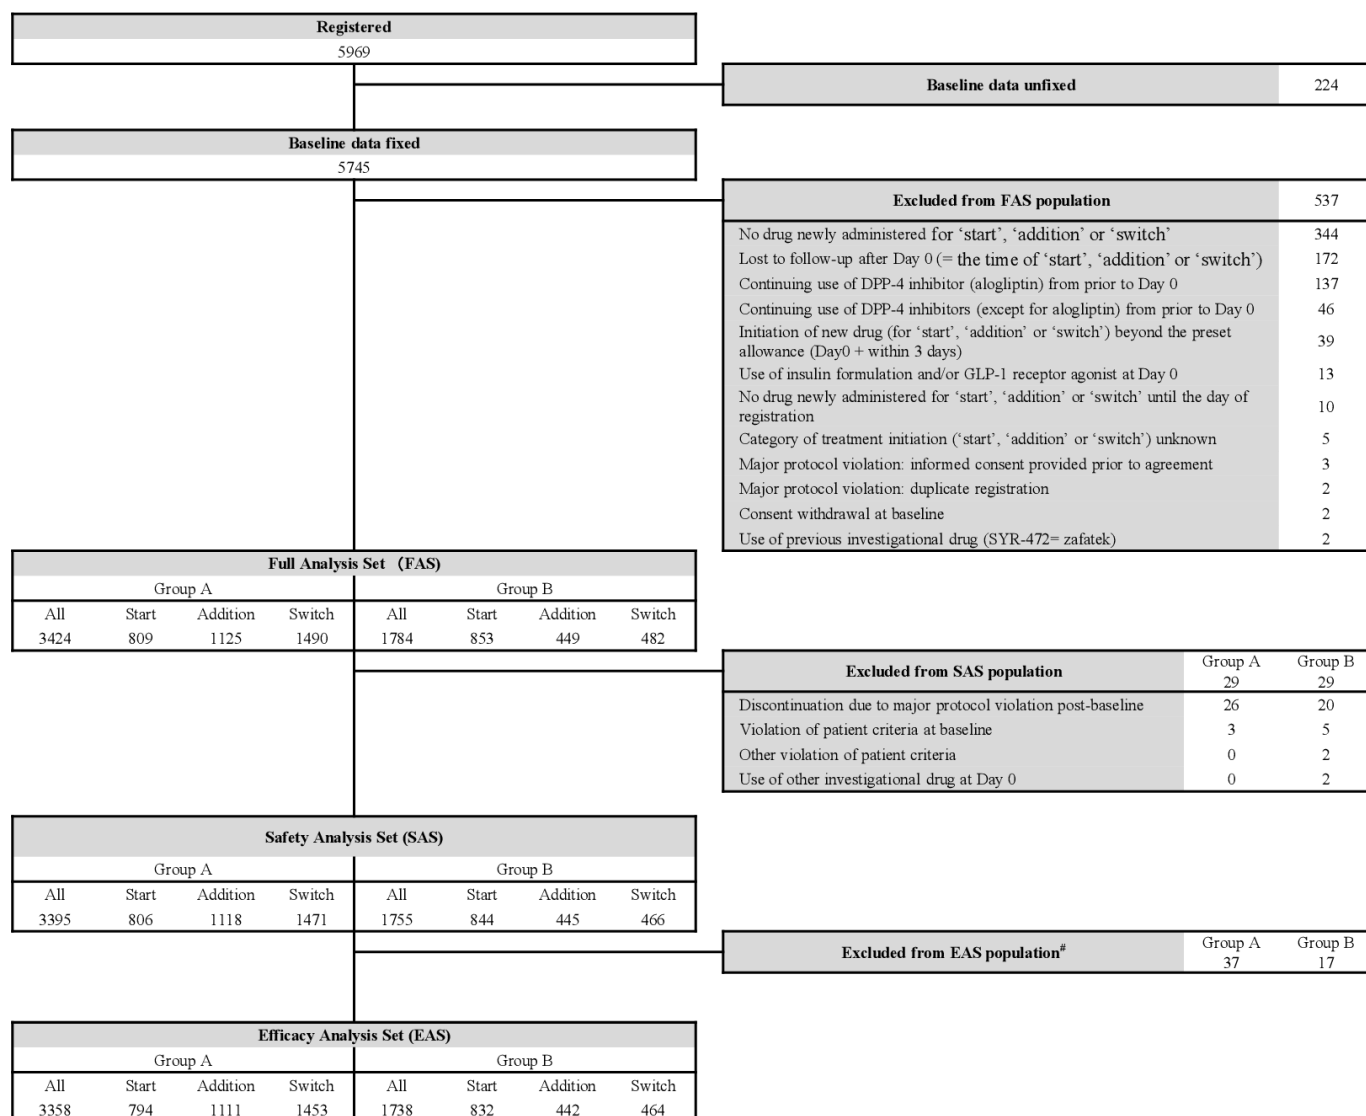 Registered
5969
Baseline data unfixed 224
Baseline data fixed
5745
Excluded from FAS population 537
No drug newly administered for ‘start’, ‘addition’ or ‘switch’ 344
Lost to follow-up after Day 0 (= the time of ‘start’, ‘addition’ or ‘switch’) 172
Continuing use of DPP-4 inhibitor (alogliptin) from prior to Day 0 137
Continuing use of DPP-4 inhibitors (except for alogliptin) from prior to Day 0 46
Initiation of new drug (for ‘start’, ‘addition’ or ‘switch’) beyond the preset
allowance (Day0 + within 3 days) 39
Use of insulin formulation and/or GLP-1 receptor agonist at Day 0 13
No drug newly administered for ‘start’, ‘addition’ or ‘switch’ until the day of
registration 10
Category of treatment initiation (‘start’, ‘addition’ or ‘switch’) unknown 5
Major protocol violation: informed consent provided prior to agreement 3
Major protocol violation: duplicate registration 2
Consent withdrawal at baseline 2
Use of previous investigational drug (SYR-472= zafatek) 2
Full Analysis Set （FAS)
Group A Group B
All Start Addition Switch All Start Addition Switch
3424 809 1125 1490 1784 853 449 482
Excluded from SAS population Group A Group B
29 29
Discontinuation due to major protocol violation post-baseline 26 20
Violation of patient criteria at baseline 3 5
Other violation of patient criteria 0 2
Use of other investigational drug at Day 0 0 2
Safety Analysis Set (SAS)
Group A Group B
All Start Addition Switch All Start Addition Switch
3395 806 1118 1471 1755 844 445 466
Excluded from EAS population# Group A Group B
37 17
Efficacy Analysis Set (EAS)
Group A Group B
All Start Addition Switch All Start Addition Switch
3358 794 1111 1453 1738 832 442 464